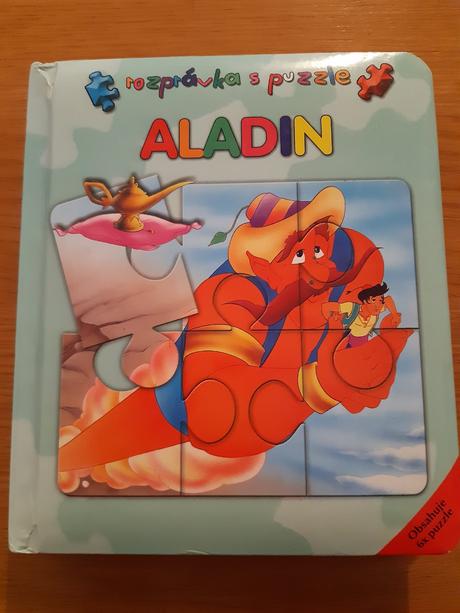 rozprávka s puzzle
ALADIN
Obsahuje
6x puzzle